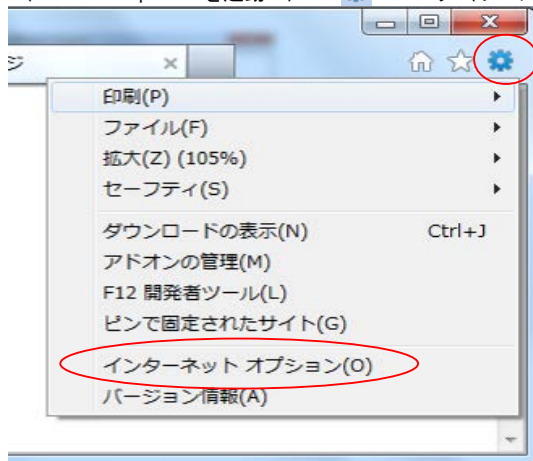 を起動
ジ
印刷(P)
ファイル(F)
拡大(Z) (105%)
セーフティ(S)
ダウンロードの表示(N) Ctrl+J
アドオンの管理(M)
F12 開発者ツール(L)
ピンで固定されたサイト(G)
インターネット オプション(O)
バージョン情報(A)